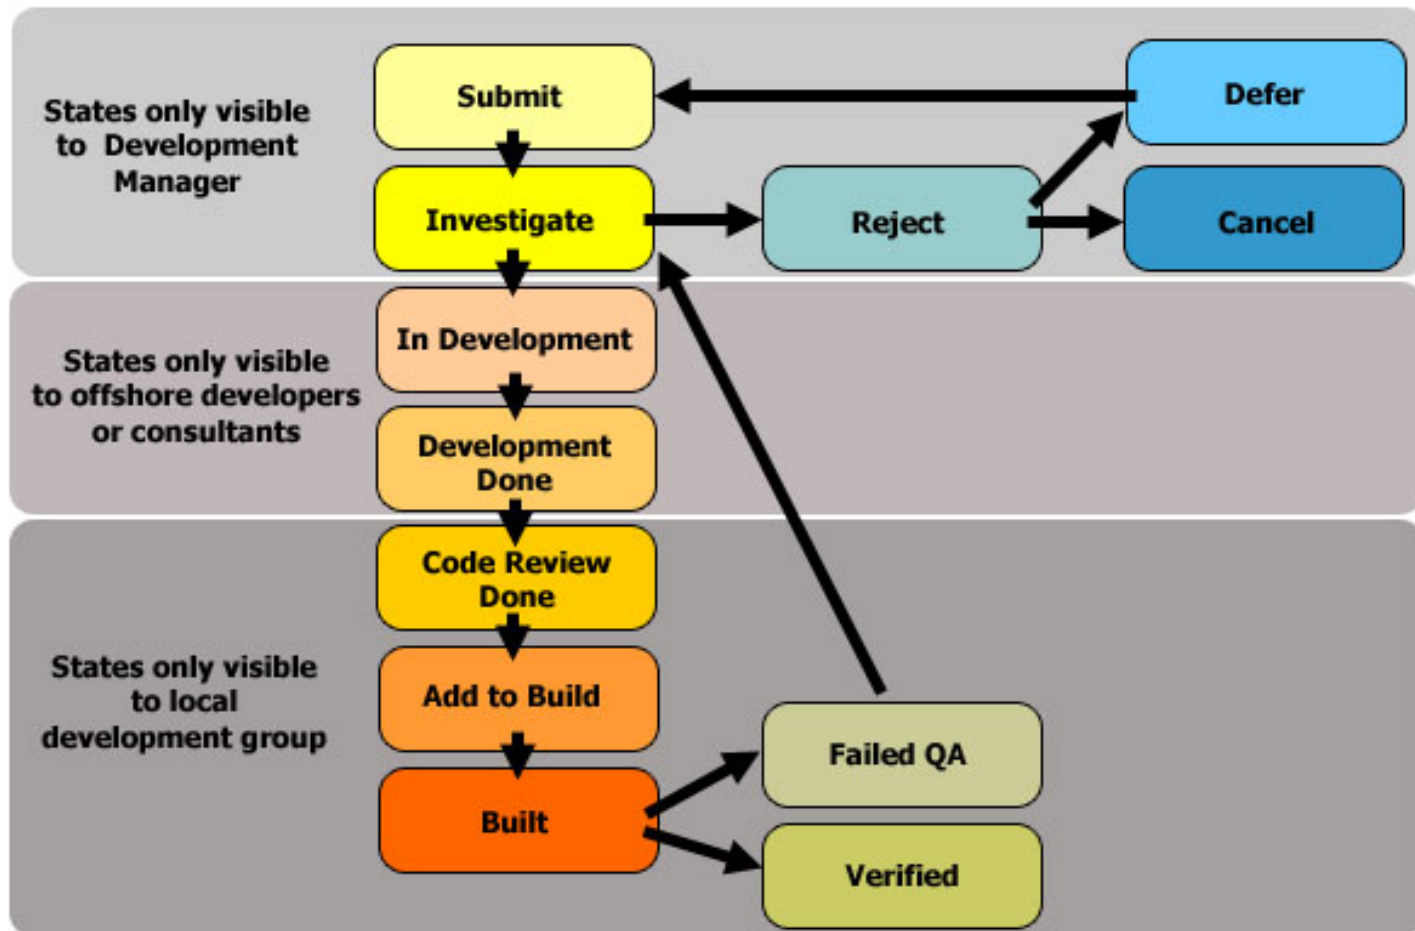 States only visible
to Development
Manager
Submit
Defer
Investigate
Reject
Cancel
States only visible
to offshore developers
or consultants
In Development
Development
Done
States only visible
to local
development group
Code Review
Done
Add to Build
Failed QA
Built
Verified